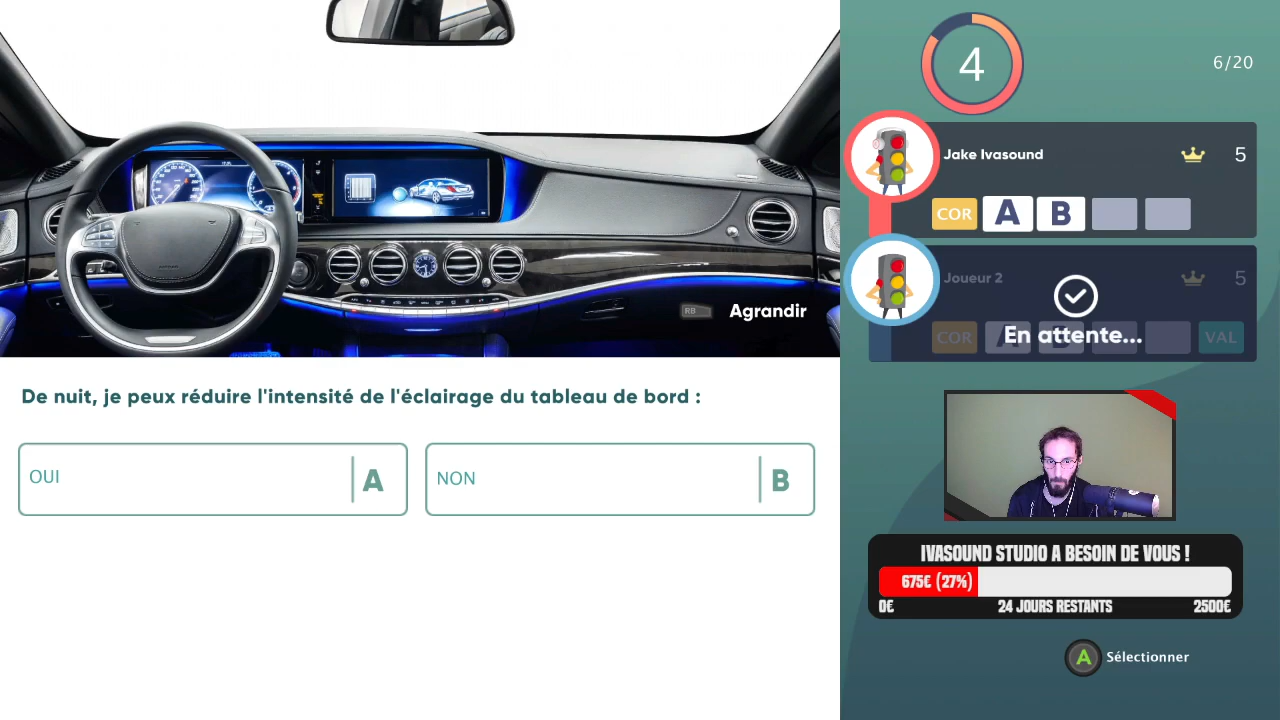 4
6/20
Jake Ivasound
5
COR
A
B
Joueur 2
5
En attente...
COR
A
VAL
RB
Agrandir
De nuit, je peux réduire l'intensité de l'éclairage du tableau de bord :
OUI
A
NON
B
IVASOUND STUDIO A BESOIN DE VOUS !
675€ (27%)
0€
24 JOURS RESTANTS
2500€
A
Sélectionner